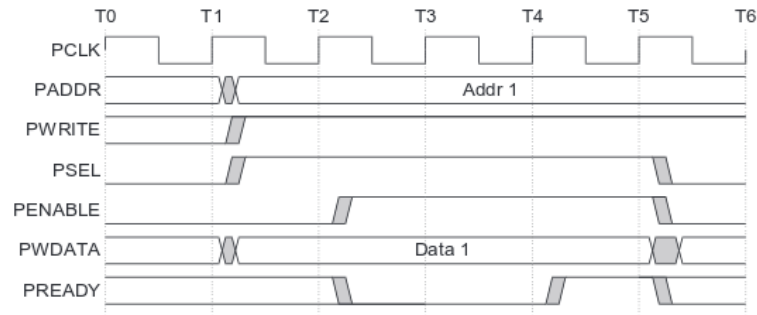 T0 T1 T2 T3 T4 T5 T6
PCLK
PADDR Addr 1
PWRITE
PSEL
PENABLE
PWDATA Data 1
PREADY